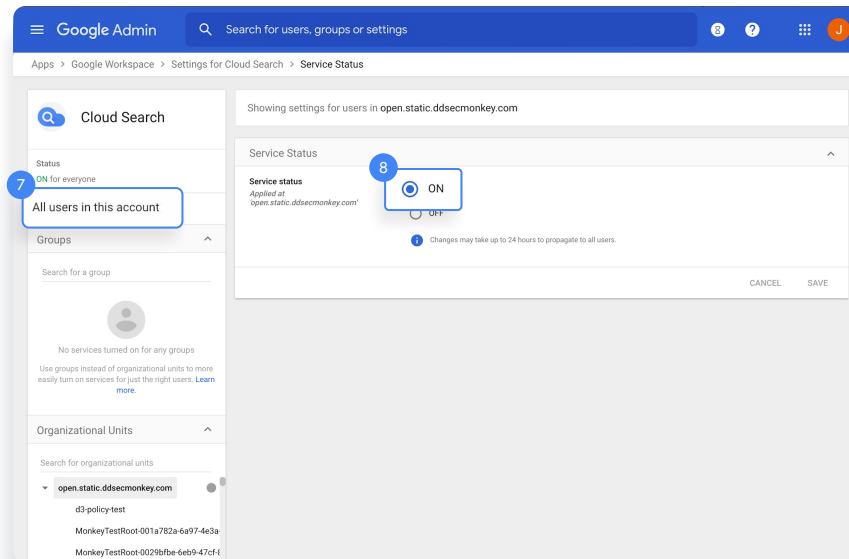 Google Admin
Search for users, groups or settings
J
Apps > Google Workspace > Settings for Cloud Search > Service Status
Cloud Search
Status
ON for everyone
7
All users in this account
Groups
Search for a group
No services turned on for any groups
Use groups instead of organizational units to more
easily turn on services for just the right users. Learn
more.
Organizational Units
Search for organizational units
open.static.ddsecmonkey.com
d3-policy-test
MonkeyTestRoot-001a782a-6a97-4e3a-
MonkeyTestRoot-0029bfbe-6eb9-47cf-8
Showing settings for users in open.static.ddsecmonkey.com
Service Status
8
Service status
Applied at
'open.static.ddsecmonkey.com'
ON
OFF
Changes may take up to 24 hours to propagate to all users.
CANCEL SAVE